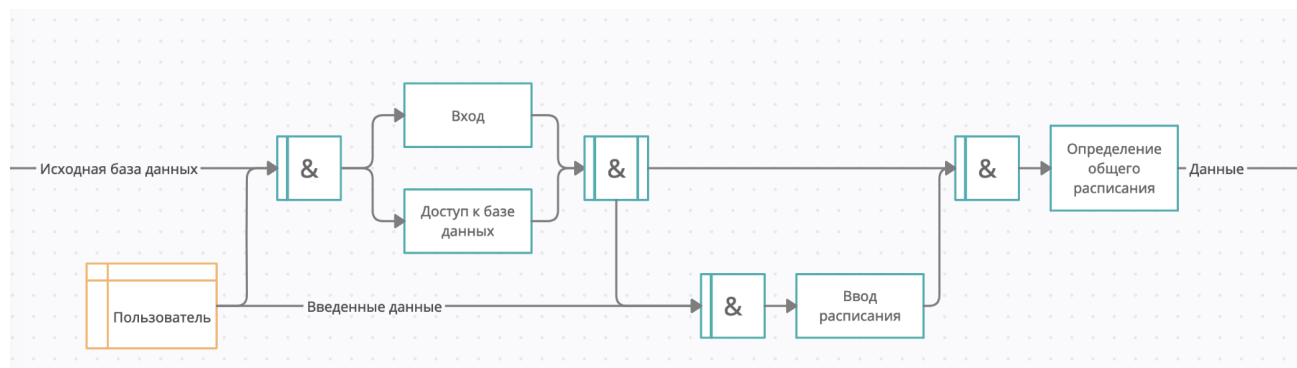 Вход
Исходная база данных
&
&
&
Определение
общего
расписания
Данные
Доступ к базе
данных
Пользователь
Введенные данные
&
Ввод
расписания